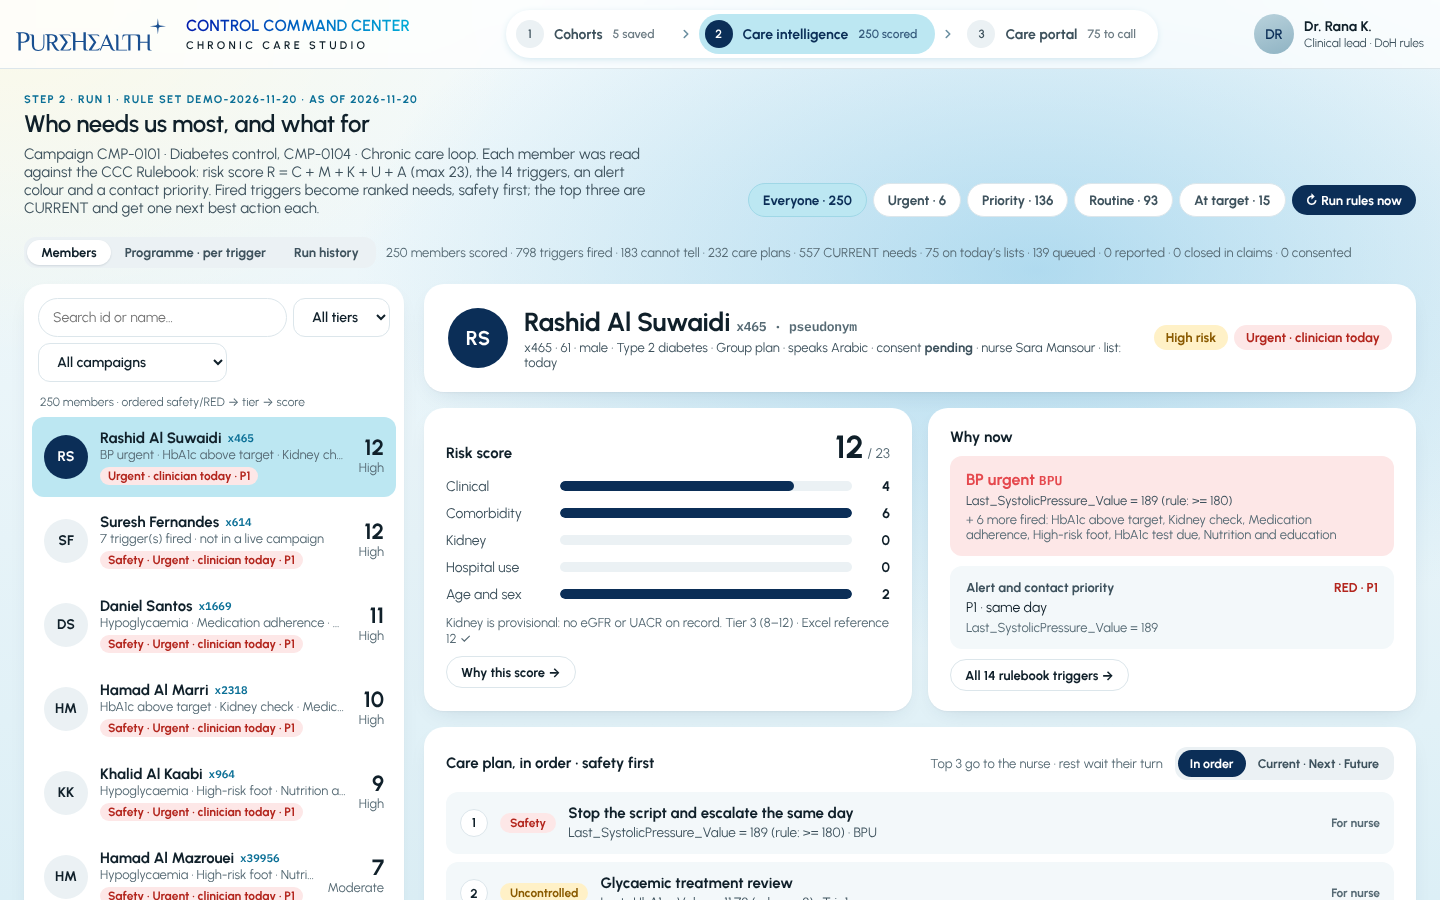 PURΣHΣALTH
CONTROL COMMAND CENTER
CHRONIC CARE STUDIO
1 Cohorts 5 saved › 2 Care intelligence 250 scored › 3 Care portal 75 to call
DR
Dr. Rana K.
Clinical lead · DoH rules
STEP 2 · RUN 1 · RULE SET DEMO-2026-11-20 · AS OF 2026-11-20
Who needs us most, and what for
Campaign CMP-0101 · Diabetes control, CMP-0104 · Chronic care loop. Each member was read
against the CCC Rulebook: risk score R = C + M + K + U + A (max 23), the 14 triggers, an alert
colour and a contact priority. Fired triggers become ranked needs, safety first; the top three are
CURRENT and get one next best action each.
Everyone · 250 Urgent · 6 Priority · 136 Routine · 93 At target · 15 ↻ Run rules now
Members Programme · per trigger Run history 250 members scored · 798 triggers fired · 183 cannot tell · 232 care plans · 557 CURRENT needs · 75 on today's lists · 139 queued · 0 reported · 0 closed in claims · 0 consented
Search id or name... All tiers
All campaigns
250 members · ordered safety/RED → tier → score
RS
Rashid Al Suwaidi x465
BP urgent · HbA1c above target · Kidney ch...
Urgent · clinician today · P1
12
High
SF
Suresh Fernandes x614
7 trigger(s) fired · not in a live campaign
Safety · Urgent · clinician today · P1
12
High
DS
Daniel Santos x1669
Hypoglycaemia · Medication adherence · ...
Safety · Urgent · clinician today · P1
11
High
HM
Hamad Al Marri x2318
HbA1c above target · Kidney check · Medic...
Safety · Urgent · clinician today · P1
10
High
KK
Khalid Al Kaabi x964
Hypoglycaemia · High-risk foot · Nutrition a...
Safety · Urgent · clinician today · P1
9
High
HM
Hamad Al Mazrouei x39956
Hypoglycaemia · High-risk foot · Nutri...
Safety · Urgent · clinician today · P1
7
Moderate
RS
Rashid Al Suwaidi x465 · pseudonym
x465 · 61 · male · Type 2 diabetes · Group plan · speaks Arabic · consent pending · nurse Sara Mansour · list:
today
High risk Urgent · clinician today
Risk score 12 / 23
Clinical 4
Comorbidity 6
Kidney 0
Hospital use 0
Age and sex 2
Kidney is provisional: no eGFR or UACR on record. Tier 3 (8–12) · Excel reference
12 ✓
Why this score →
Why now
BP urgent BPU
Last_SystolicPressure_Value = 189 (rule: >= 180)
+ 6 more fired: HbA1c above target, Kidney check, Medication
adherence, High-risk foot, HbA1c test due, Nutrition and education
Alert and contact priority RED · P1
P1 · same day
Last_SystolicPressure_Value = 189
All 14 rulebook triggers →
Care plan, in order · safety first
Top 3 go to the nurse · rest wait their turn In order Current · Next · Future
1 Safety Stop the script and escalate the same day
Last_SystolicPressure_Value = 189 (rule: >= 180) · BPU
For nurse
2 Uncontrolled Glycaemic treatment review
For nurse